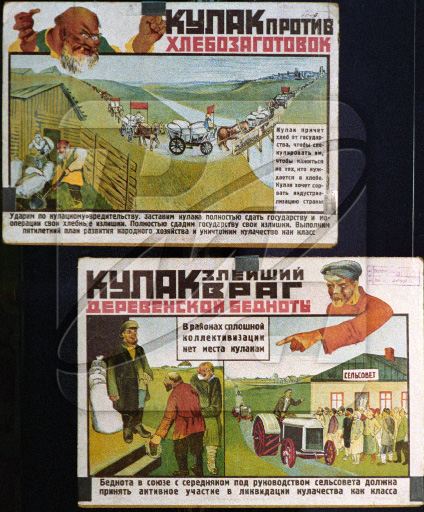 КУЛАК ПРОТИВ
ХЛЕБОЗАГОТОВОК
Кулак прячет
хлеб от государ-
ства, чтобы спе-
кулировать им,
чтобы нажиться
на тех, кто нуж-
дается в хлебе.
Кулак хочет сор-
вать индустриа-
лизацию страны
Ударим по кулацкому вредительству, заставим кулака полностью сдать государству и ко-
операции свои хлебные излишки. Полностью сдадим государству свои излишки. Выполним
пятилетний план развития народного хозяйства и уничтожим кулачество как класс
КУЛАК ЗЛЕЙШИЙ
ВРАГ
ДЕРЕВЕНСКОЙ БЕДНОТЫ
В районах сплошной
коллективизации
нет места кулакам
СЕЛЬСОВЕТ
Беднота в союзе с середняком под руководством сельсовета должна
принять активное участие в ликвидации кулачества как класса